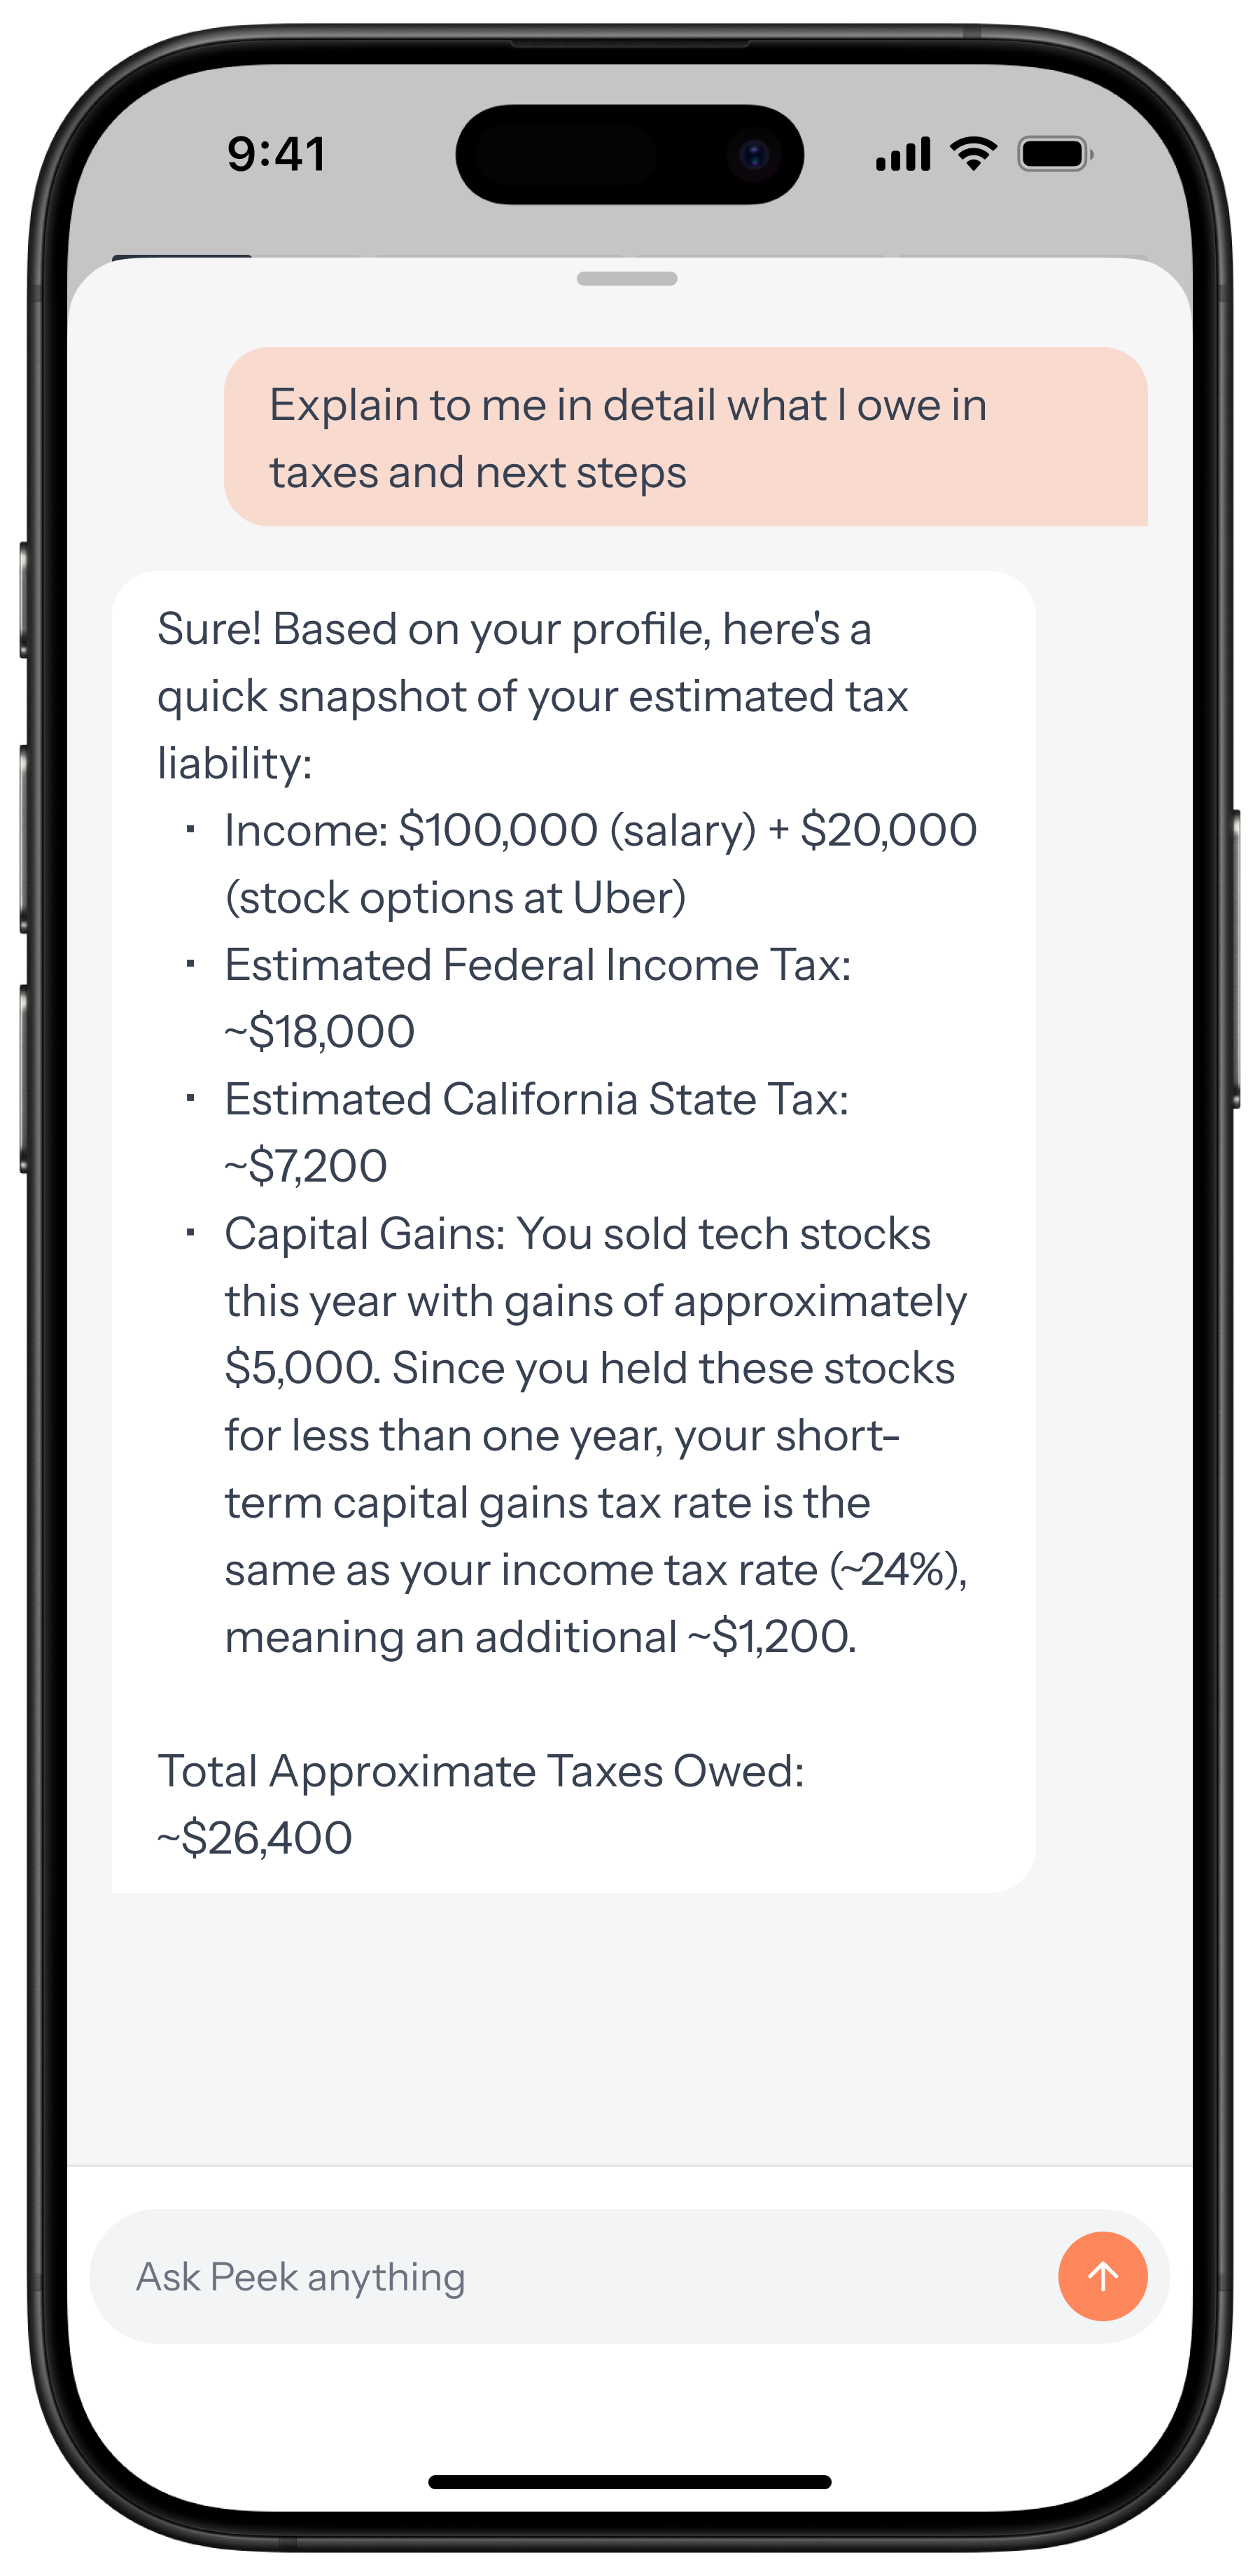 9:41
Explain to me in detail what I owe in
taxes and next steps
Sure! Based on your profile, here's a
quick snapshot of your estimated tax
liability:
▪ Income: $100,000 (salary) + $20,000
(stock options at Uber)
▪ Estimated Federal Income Tax:
~$18,000
▪ Estimated California State Tax:
~$7,200
▪ Capital Gains: You sold tech stocks
this year with gains of approximately
$5,000. Since you held these stocks
for less than one year, your short-
term capital gains tax rate is the
same as your income tax rate (~24%),
meaning an additional ~$1,200.
Total Approximate Taxes Owed:
~$26,400
Ask Peek anything